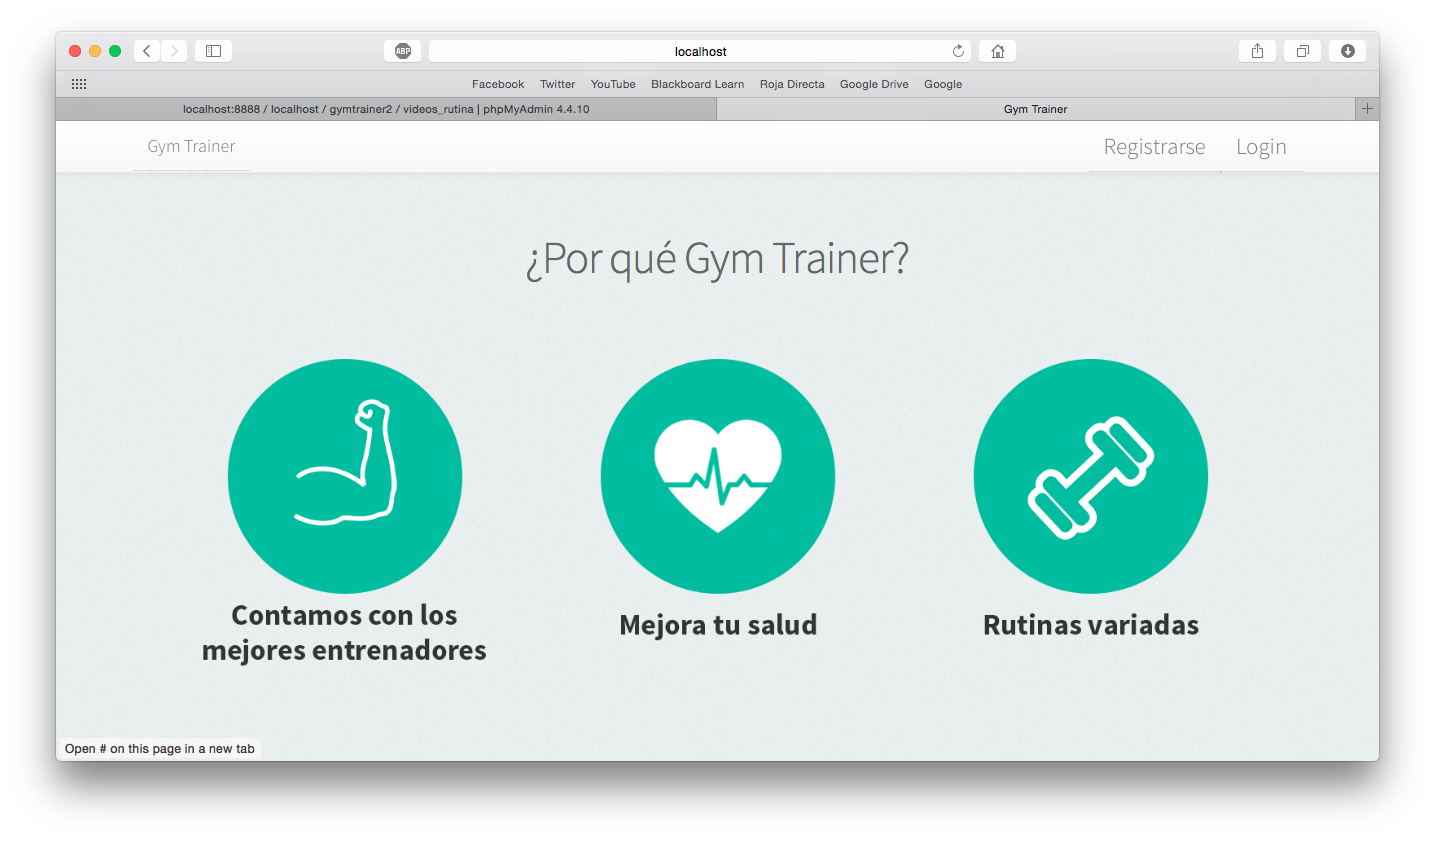 ABP
localhost
Facebook Twitter YouTube Blackboard Learn Roja Directa Google Drive Google
localhost:8888 / localhost / gymtrainer2 / videos_rutina | phpMyAdmin 4.4.10
Gym Trainer
Gym Trainer
Registrarse Login
¿Por qué Gym Trainer?
Contamos con los
mejores entrenadores
Mejora tu salud
Rutinas variadas
Open # on this page in a new tab